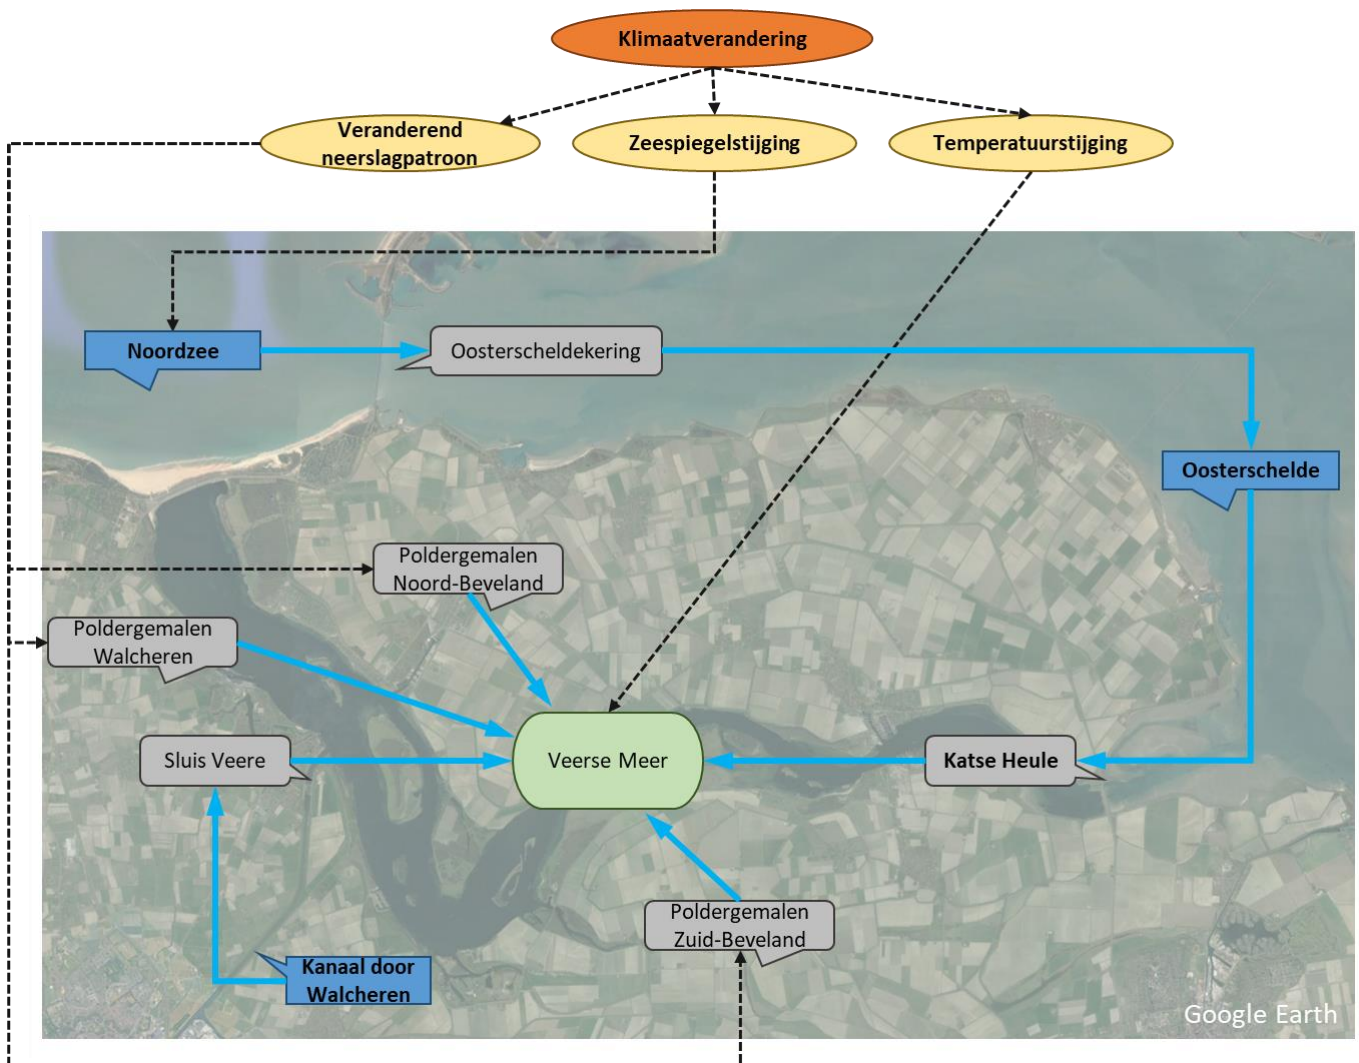 Klimaatverandering
Veranderend
neerslagpatroon
Zeespiegelstijging
Temperatuurstijging
Noordzee
Oosterscheldekering
Oosterschelde
Poldergemalen
Noord-Beveland
Poldergemalen
Walcheren
Sluis Veere
Veerse Meer
Katse Heule
Poldergemalen
Zuid-Beveland
Kanaal door
Walcheren
Google Earth